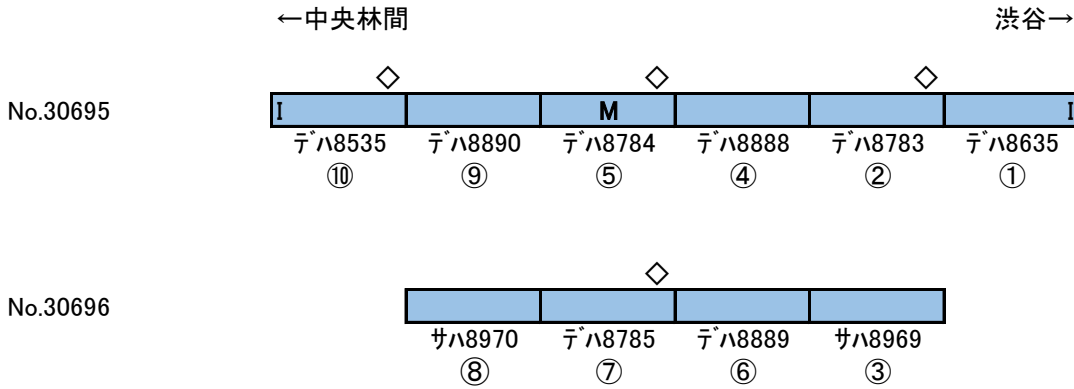 ←中央林間 渋谷→
No.30695
I M I
デハ8535 デハ8890 デハ8784 デハ8888 デハ8783 デハ8635
⑩ ⑨ ⑤ ④ ② ①
No.30696
サハ8970 デハ8785 デハ8889 サハ8969
⑧ ⑦ ⑥ ③